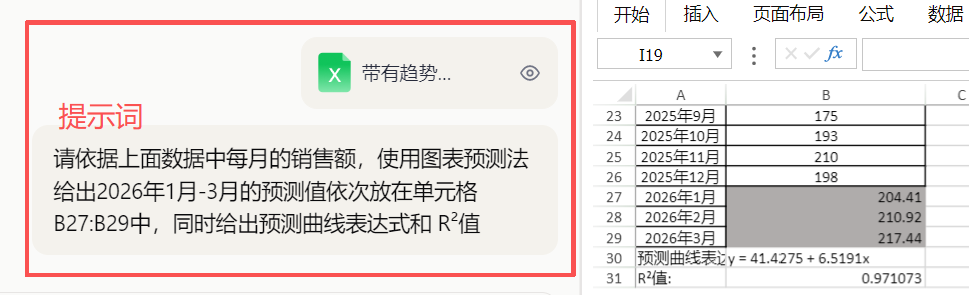 带有趋势...
提示词
请依据上面数据中每月的销售额，使用图表预测法
给出2026年1月-3月的预测值依次放在单元格
B27:B29中，同时给出预测曲线表达式和 R²值
开始 插入 页面布局 公式 数据
I19 fx
A B C
23 2025年9月 175
24 2025年10月 193
25 2025年11月 210
26 2025年12月 198
27 2026年1月 204.41
28 2026年2月 210.92
29 2026年3月 217.44
30 预测曲线表达 y = 41.4275 + 6.5191x
31 R²值: 0.971073